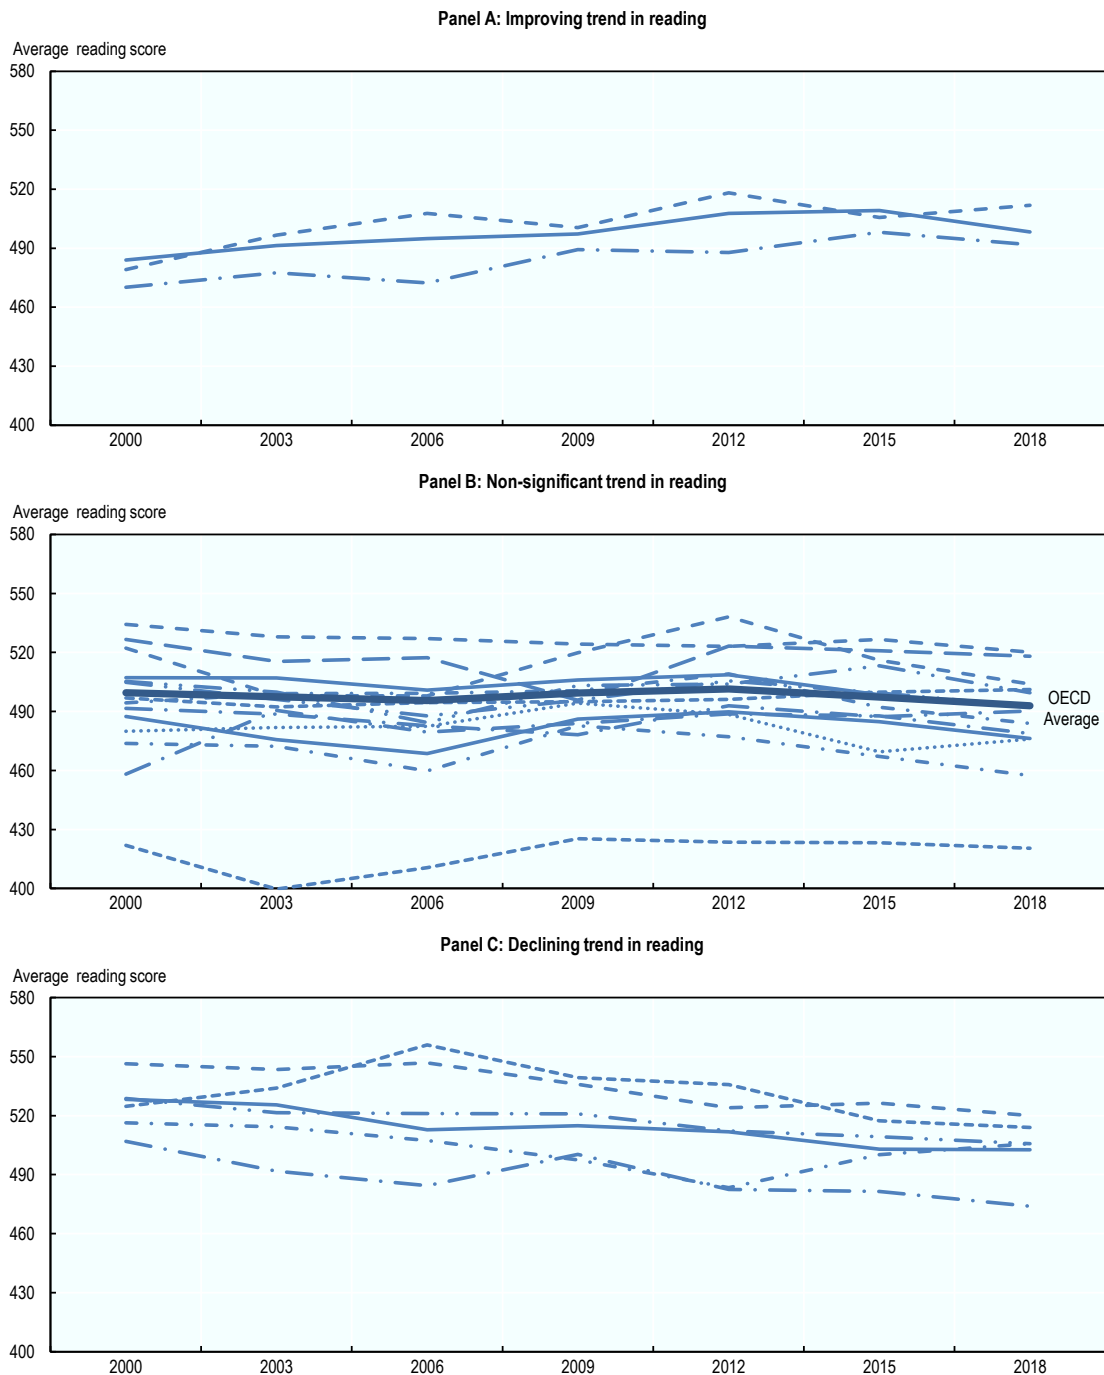 Panel A: Improving trend in reading
Average reading score
580
550
520
490
460
430
400
2000 2003 2006 2009 2012 2015 2018
Panel B: Non-significant trend in reading
Average reading score
580
550
520
490
460
430
400
OECD
Average
2000 2003 2006 2009 2012 2015 2018
Panel C: Declining trend in reading
Average reading score
580
550
520
490
460
430
400
2000 2003 2006 2009 2012 2015 2018